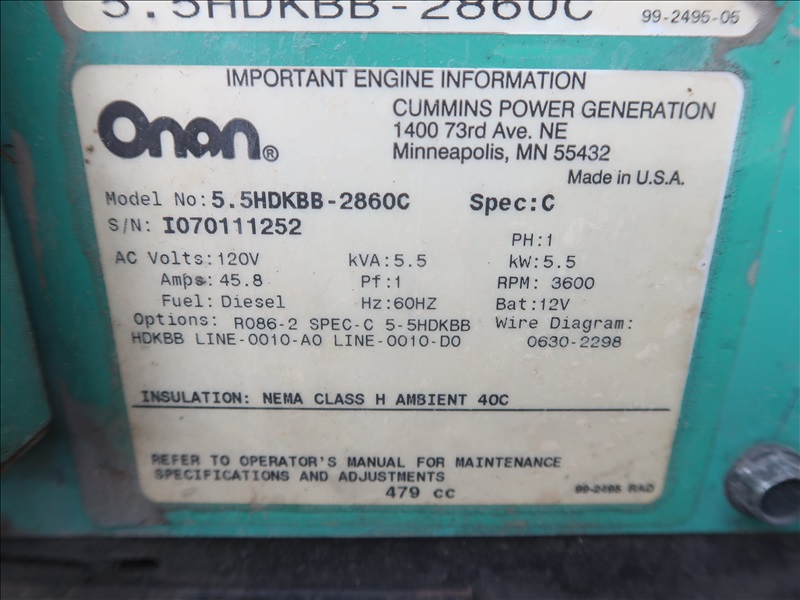 5.5HDKBB-2860C 99-2495-05
IMPORTANT ENGINE INFORMATION
Onan®
CUMMINS POWER GENERATION
1400 73rd Ave. NE
Minneapolis, MN 55432
Made in U.S.A.
Model No: 5.5HDKBB-2860C Spec:C
S/N: I070111252
PH:1
AC Volts: 120V kVA: 5.5 kW: 5.5
Amps: 45.8 Pf: 1 RPM: 3600
Fuel: Diesel Hz: 60HZ Bat: 12V
Options: R086-2 SPEC-C 5-5HDKBB Wire Diagram:
HDKBB LINE-0010-A0 LINE-0010-D0 0630-2298
INSULATION: NEMA CLASS H AMBIENT 40C
REFER TO OPERATOR'S MANUAL FOR MAINTENANCE
SPECIFICATIONS AND ADJUSTMENTS
479 cc 99-2495 RAD